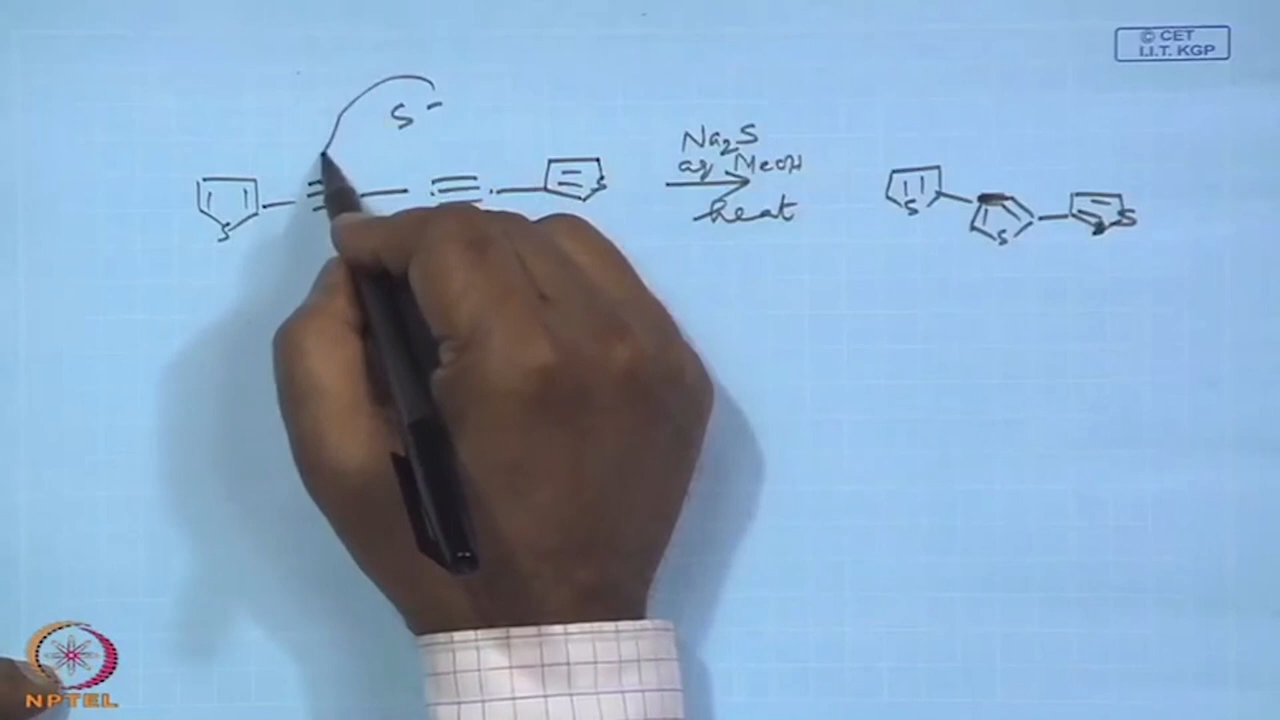 © CET
I.I.T. KGP
S -
Na2S
aq MeOH
heat
S
S
S
S
S
NPTEL